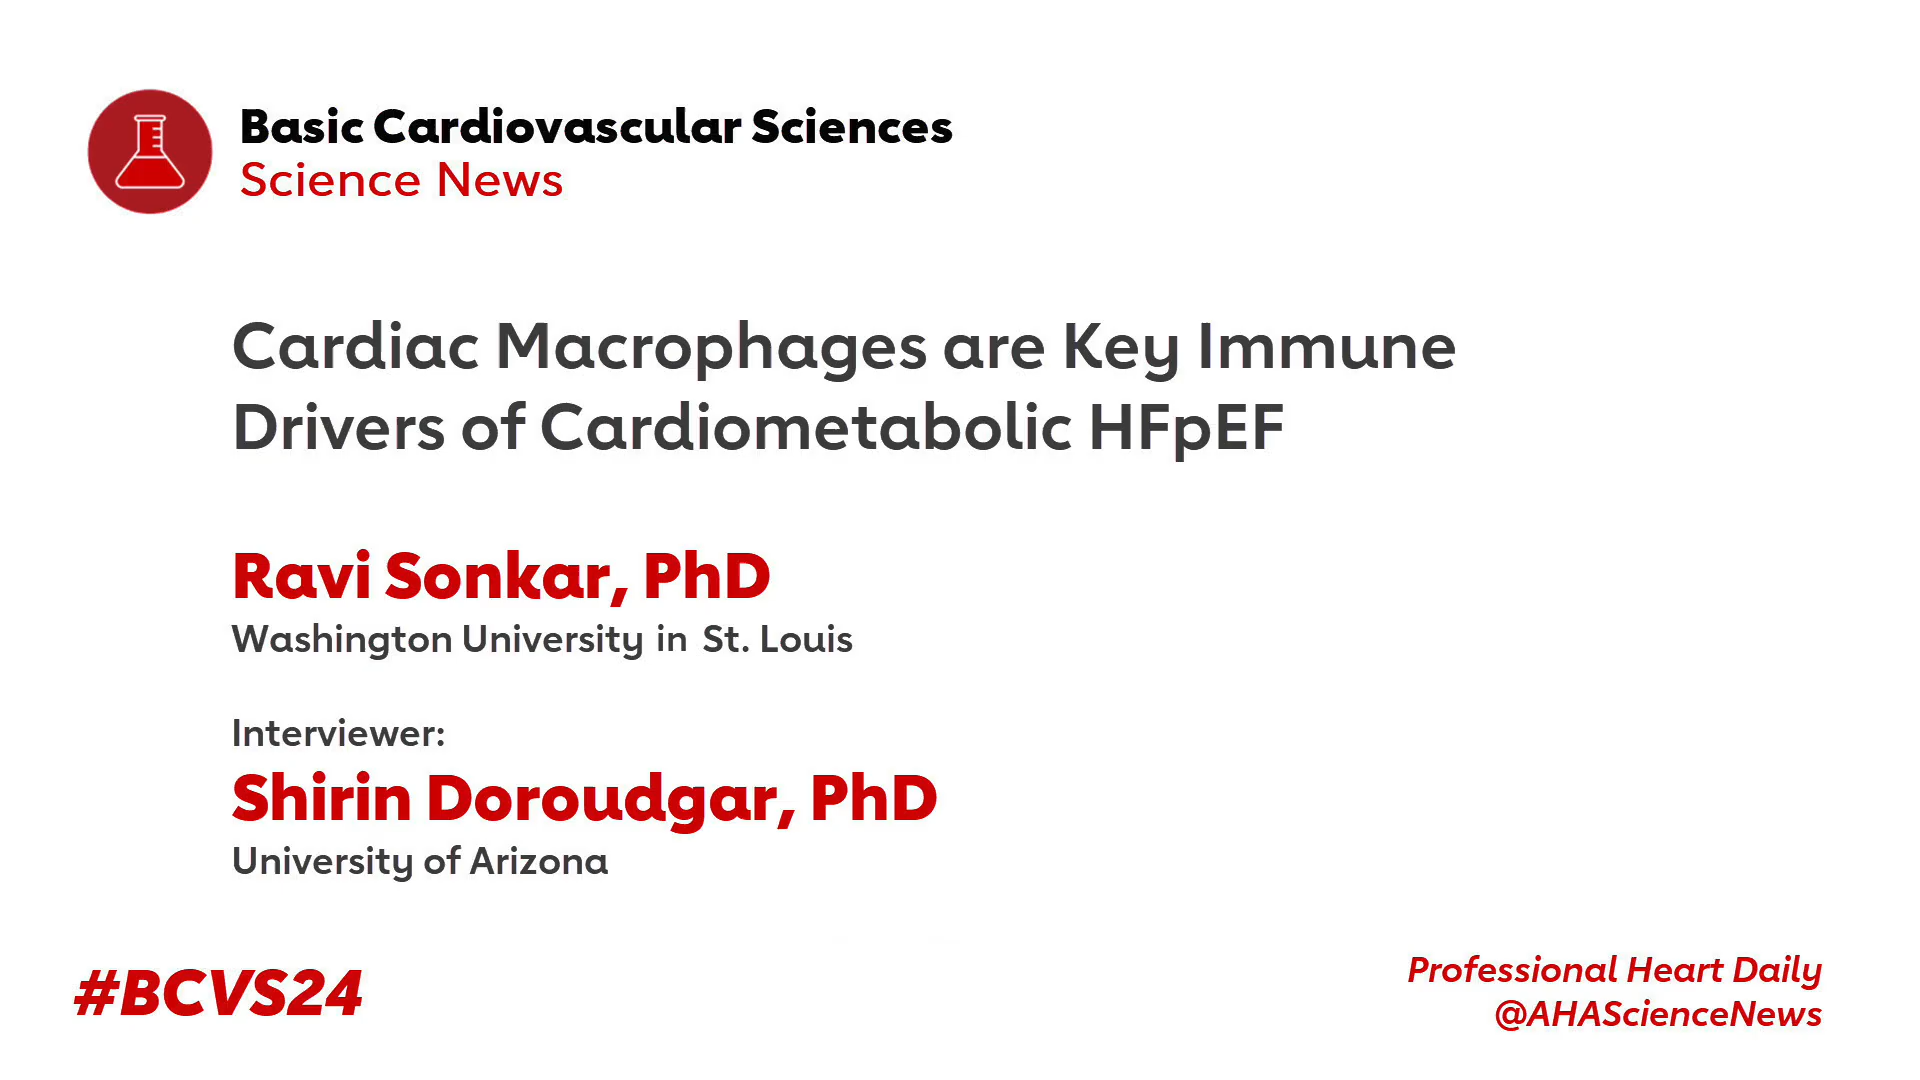 Basic Cardiovascular Sciences
Science News
Cardiac Macrophages are Key Immune
Drivers of Cardiometabolic HFpEF
Ravi Sonkar, PhD
Washington University in St. Louis
Interviewer:
Shirin Doroudgar, PhD
University of Arizona
#BCVS24
Professional Heart Daily
@AHAScienceNews